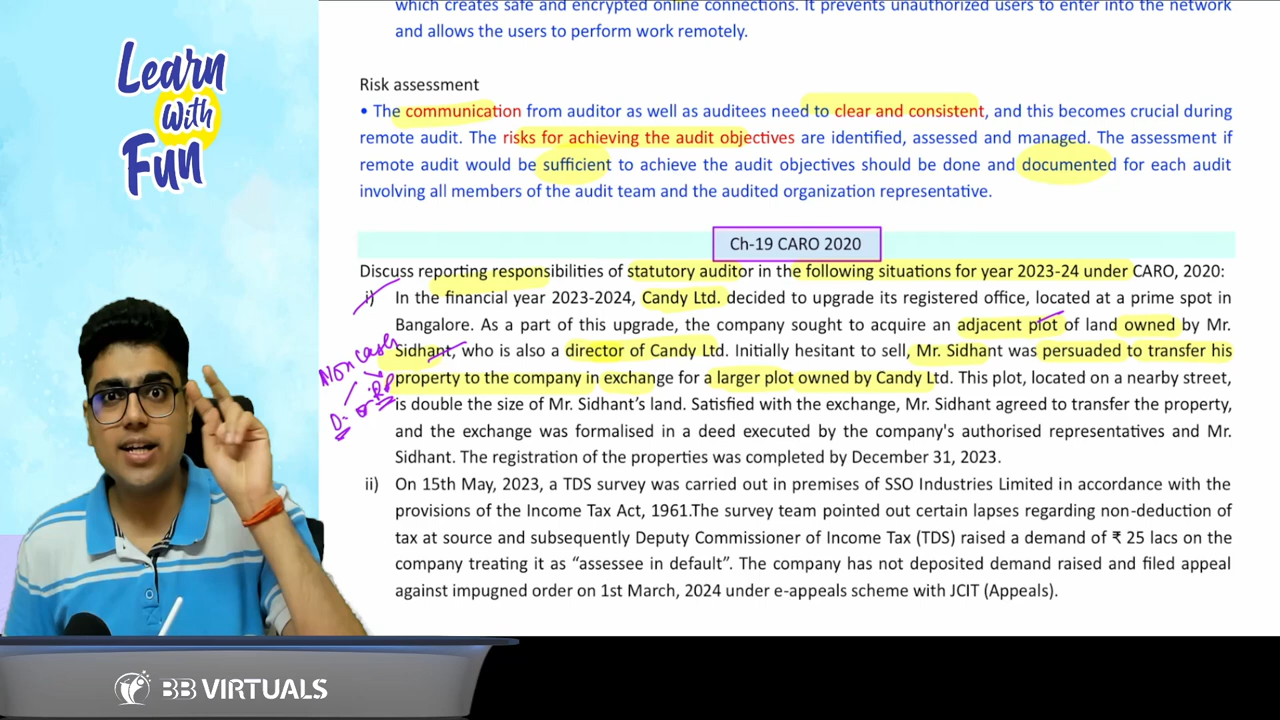 which creates safe and encrypted online connections. It prevents unauthorized users to enter into the network
and allows the users to perform work remotely.
Learn
With
Fun
Risk assessment
• The communication from auditor as well as auditees need to clear and consistent, and this becomes crucial during
remote audit. The risks for achieving the audit objectives are identified, assessed and managed. The assessment if
remote audit would be sufficient to achieve the audit objectives should be done and documented for each audit
involving all members of the audit team and the audited organization representative.
Ch-19 CARO 2020
Discuss reporting responsibilities of statutory auditor in the following situations for year 2023-24 under CARO, 2020:
i) In the financial year 2023-2024, Candy Ltd. decided to upgrade its registered office, located at a prime spot in
Bangalore. As a part of this upgrade, the company sought to acquire an adjacent plot of land owned by Mr.
Sidhant, who is also a director of Candy Ltd. Initially hesitant to sell, Mr. Sidhant was persuaded to transfer his
property to the company in exchange for a larger plot owned by Candy Ltd. This plot, located on a nearby street,
is double the size of Mr. Sidhant's land. Satisfied with the exchange, Mr. Sidhant agreed to transfer the property,
and the exchange was formalised in a deed executed by the company's authorised representatives and Mr.
Sidhant. The registration of the properties was completed by December 31, 2023.
Non cash
D. or RP
ii) On 15th May, 2023, a TDS survey was carried out in premises of SSO Industries Limited in accordance with the
provisions of the Income Tax Act, 1961.The survey team pointed out certain lapses regarding non-deduction of
tax at source and subsequently Deputy Commissioner of Income Tax (TDS) raised a demand of ₹ 25 lacs on the
company treating it as "assessee in default". The company has not deposited demand raised and filed appeal
against impugned order on 1st March, 2024 under e-appeals scheme with JCIT (Appeals).
BB VIRTUALS